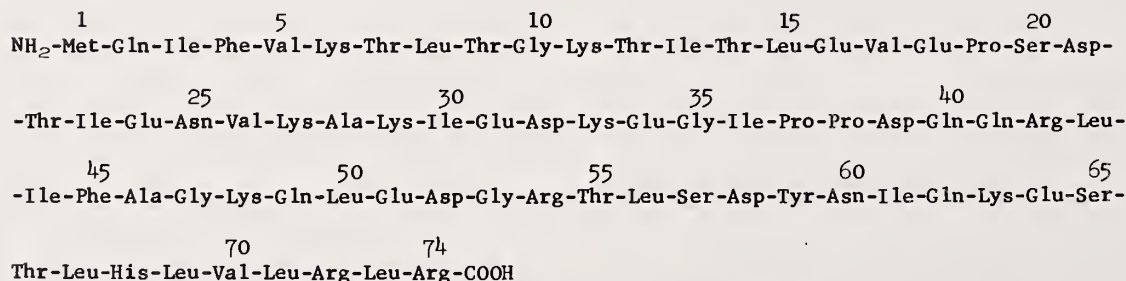 1 5 10 15 20
NH₂-Met-Gln-Ile-Phe-Val-Lys-Thr-Leu-Thr-Gly-Lys-Thr-Ile-Thr-Leu-Glu-Val-Glu-Pro-Ser-Asp-
25 30 35 40
-Thr-Ile-Glu-Asn-Val-Lys-Ala-Lys-Ile-Glu-Asp-Lys-Glu-Gly-Ile-Pro-Pro-Asp-Gln-Gln-Arg-Leu-
45 50 55 60 65
-Ile-Phe-Ala-Gly-Lys-Gln-Leu-Glu-Asp-Gly-Arg-Thr-Leu-Ser-Asp-Tyr-Asn-Ile-Gln-Lys-Glu-Ser-
70 74
Thr-Leu-His-Leu-Val-Leu-Arg-Leu-Arg-COOH